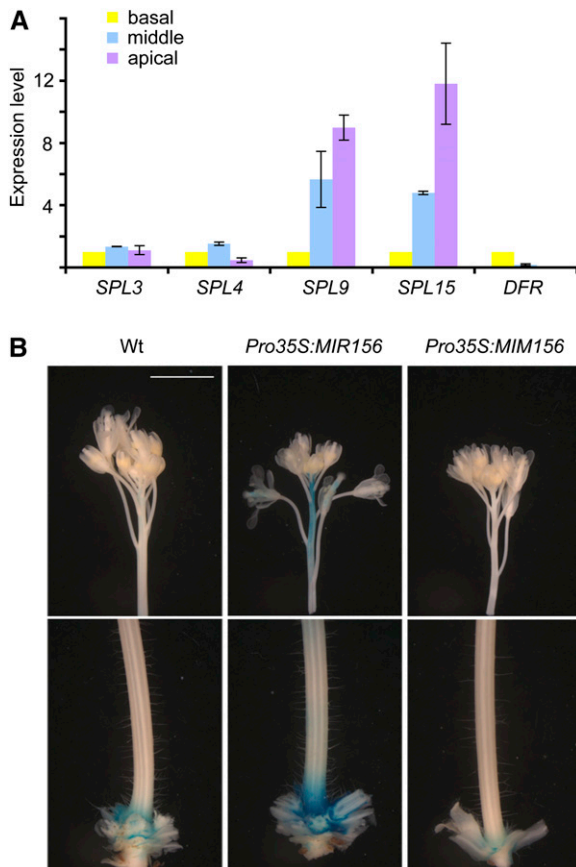 A
basal
middle
apical
Expression level
12
8
4
SPL3 SPL4 SPL9 SPL15 DFR
B
Wt Pro35S:MIR156 Pro35S:MIM156